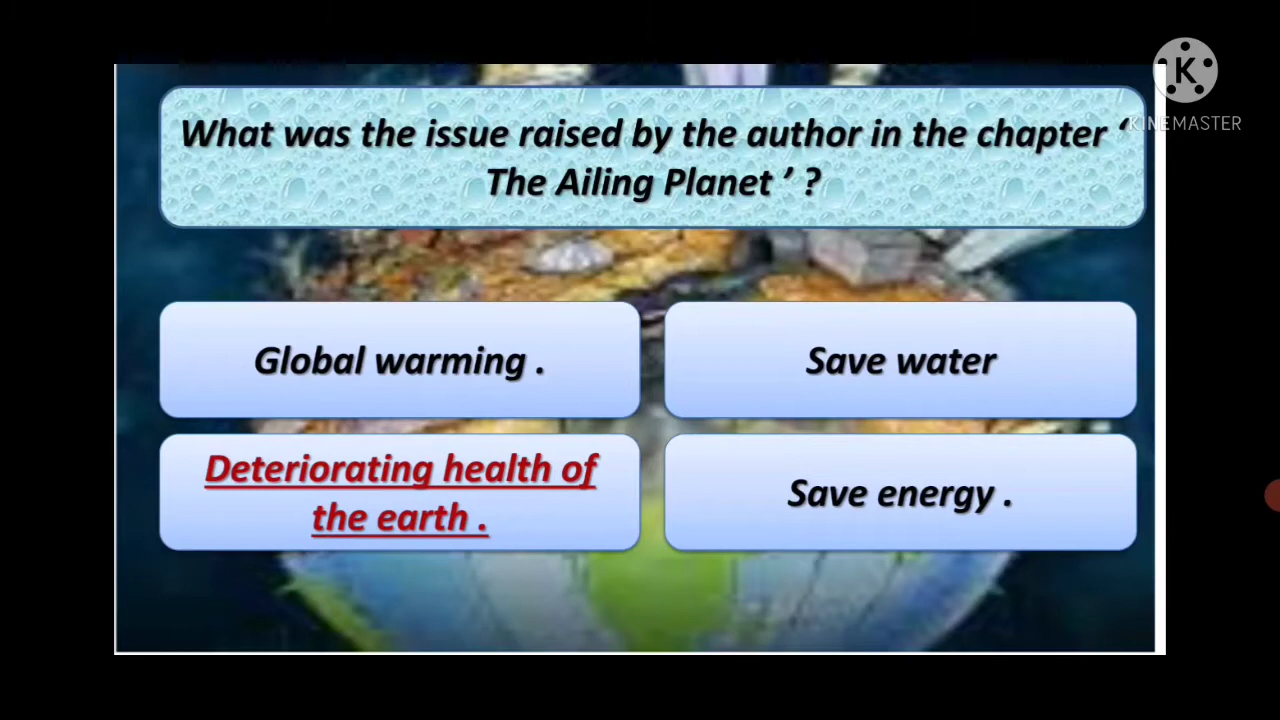 What was the issue raised by the author in the chapter ‘
The Ailing Planet ’ ?
K
KINEMASTER
Global warming .
Save water
Deteriorating health of
the earth .
Save energy .